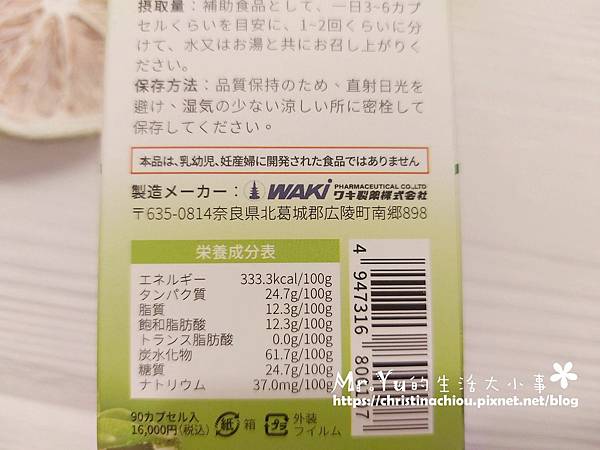 摂取量：補助食品として、一日3~6カプ
セルくらいを目安に、1~2回くらいに分
けて、水又はお湯と共にお召し上がりく
ださい。
保存方法：品質保持のため、直射日光を
避け、湿気の少ない涼しい所に密栓して
保存してください。
本品は、乳幼児、妊産婦に開発された食品ではありません
製造メーカー：
WAKi
PHARMACEUTICAL CO.,LTD
ワキ製薬株式会社
〒635-0814奈良県北葛城郡広陵町南郷898
栄養成分表
エネルギー 333.3kcal/100g
タンパク質 24.7g/100g
脂質 12.3g/100g
飽和脂肪酸 12.3g/100g
トランス脂肪酸 0.0g/100g
炭水化物 61.7g/100g
糖質 24.7g/100g
ナトリウム 37.0mg/100g
4 947316 80
90カプセル入
16,000円(税込)
紙 箱
プラ 外装
フイルム
Mr.Yu的生活大小事
https://christinachiou.pixnet.net/blog